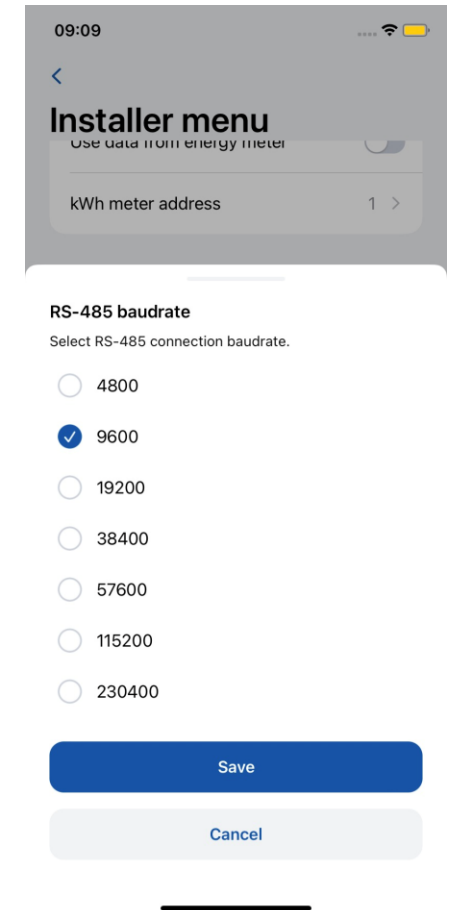 09:09
Installer menu
Use data from energy meter
kWh meter address 1
RS-485 baudrate
Select RS-485 connection baudrate.
4800
9600
19200
38400
57600
115200
230400
Save
Cancel